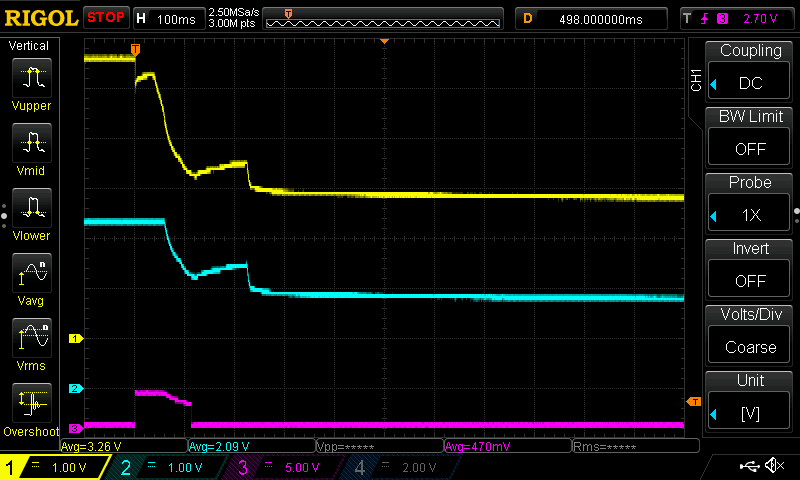 RIGOL STOP H 100ms 2.50MSa/s 3.00M pts T D 498.000000ms T 3 2.70 V
Vertical
Vupper
Vmid
Vlower
Vavg
Vrms
Overshoot
T
1
2
3
T
CH1
Coupling
DC
BW Limit
OFF
Probe
1X
Invert
OFF
Volts/Div
Coarse
Unit
[V]
Avg=3.26 V Avg=2.09 V Vpp=***** Avg=470mV Rms=*****
1 1.00 V 2 1.00 V 3 5.00 V 4 2.00 V